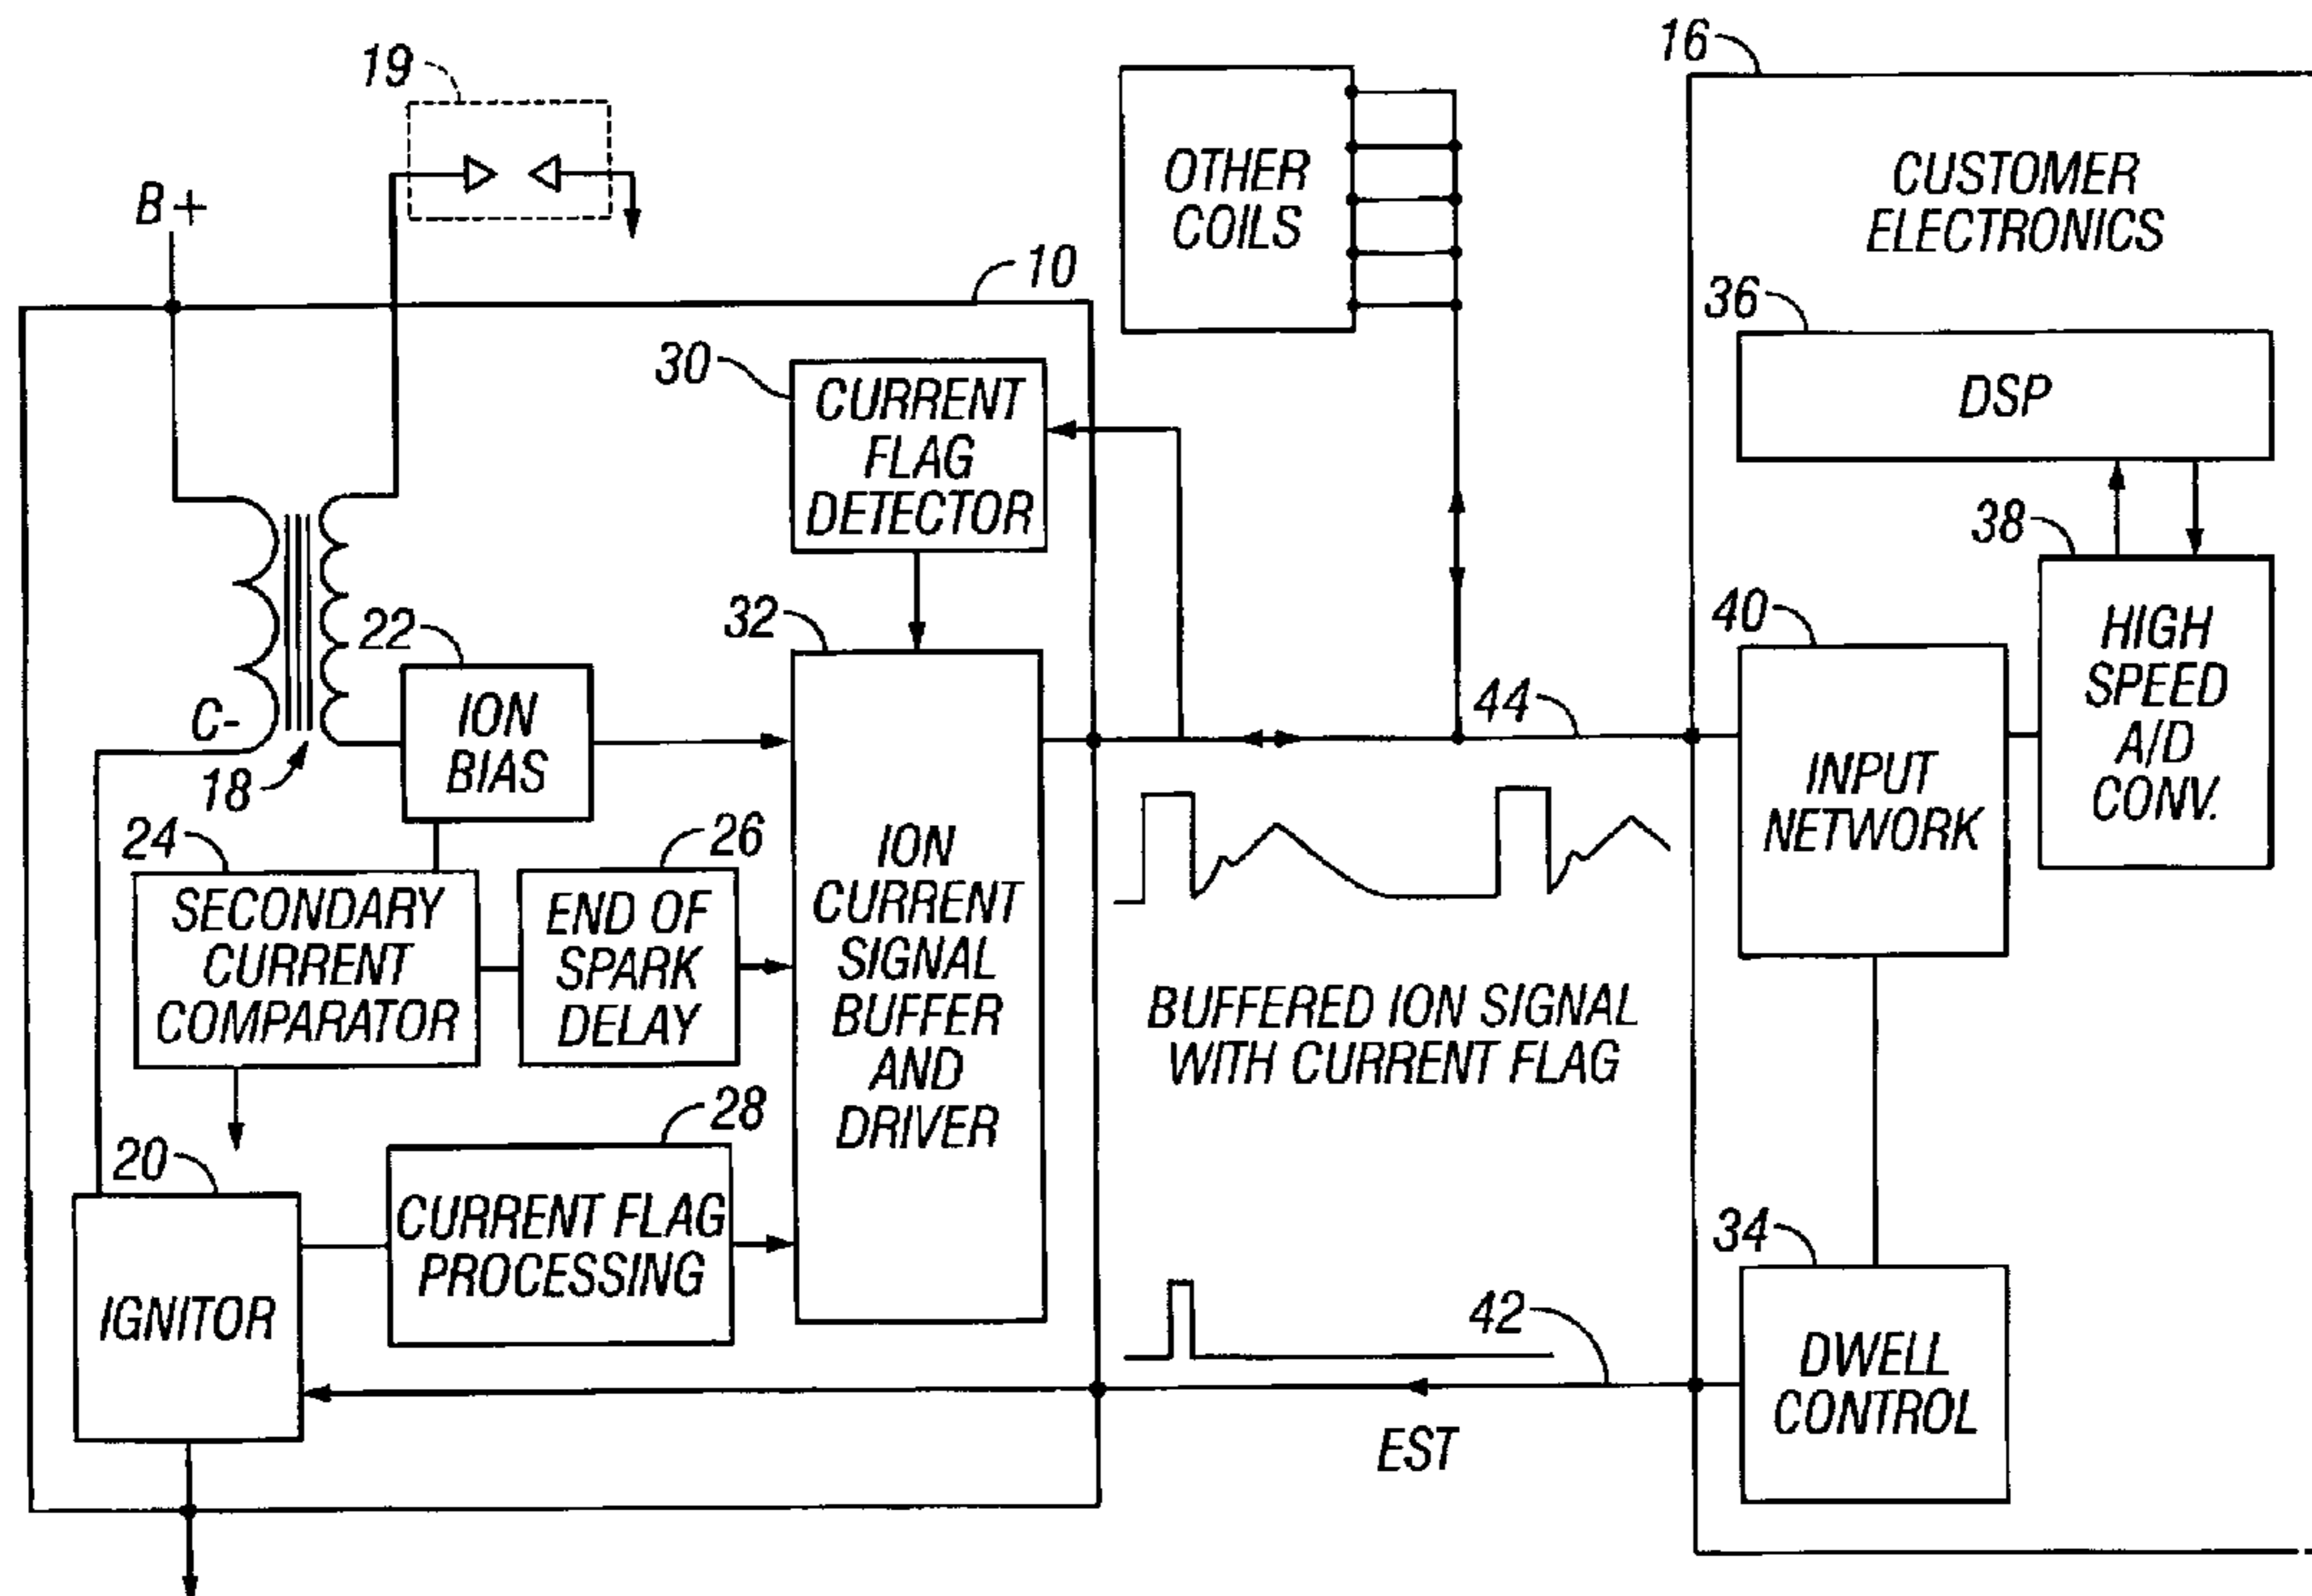 16
19
B+
OTHER
COILS
CUSTOMER
ELECTRONICS
10
36
DSP
30
CURRENT
FLAG
DETECTOR
38
HIGH
SPEED
A/D
CONV.
22
ION
BIAS
32
40
INPUT
NETWORK
C-
18
44
24
SECONDARY
CURRENT
COMPARATOR
26
END OF
SPARK
DELAY
ION
CURRENT
SIGNAL
BUFFER
AND
DRIVER
BUFFERED ION SIGNAL
WITH CURRENT FLAG
28
CURRENT FLAG
PROCESSING
20
IGNITOR
34
DWELL
CONTROL
42
EST